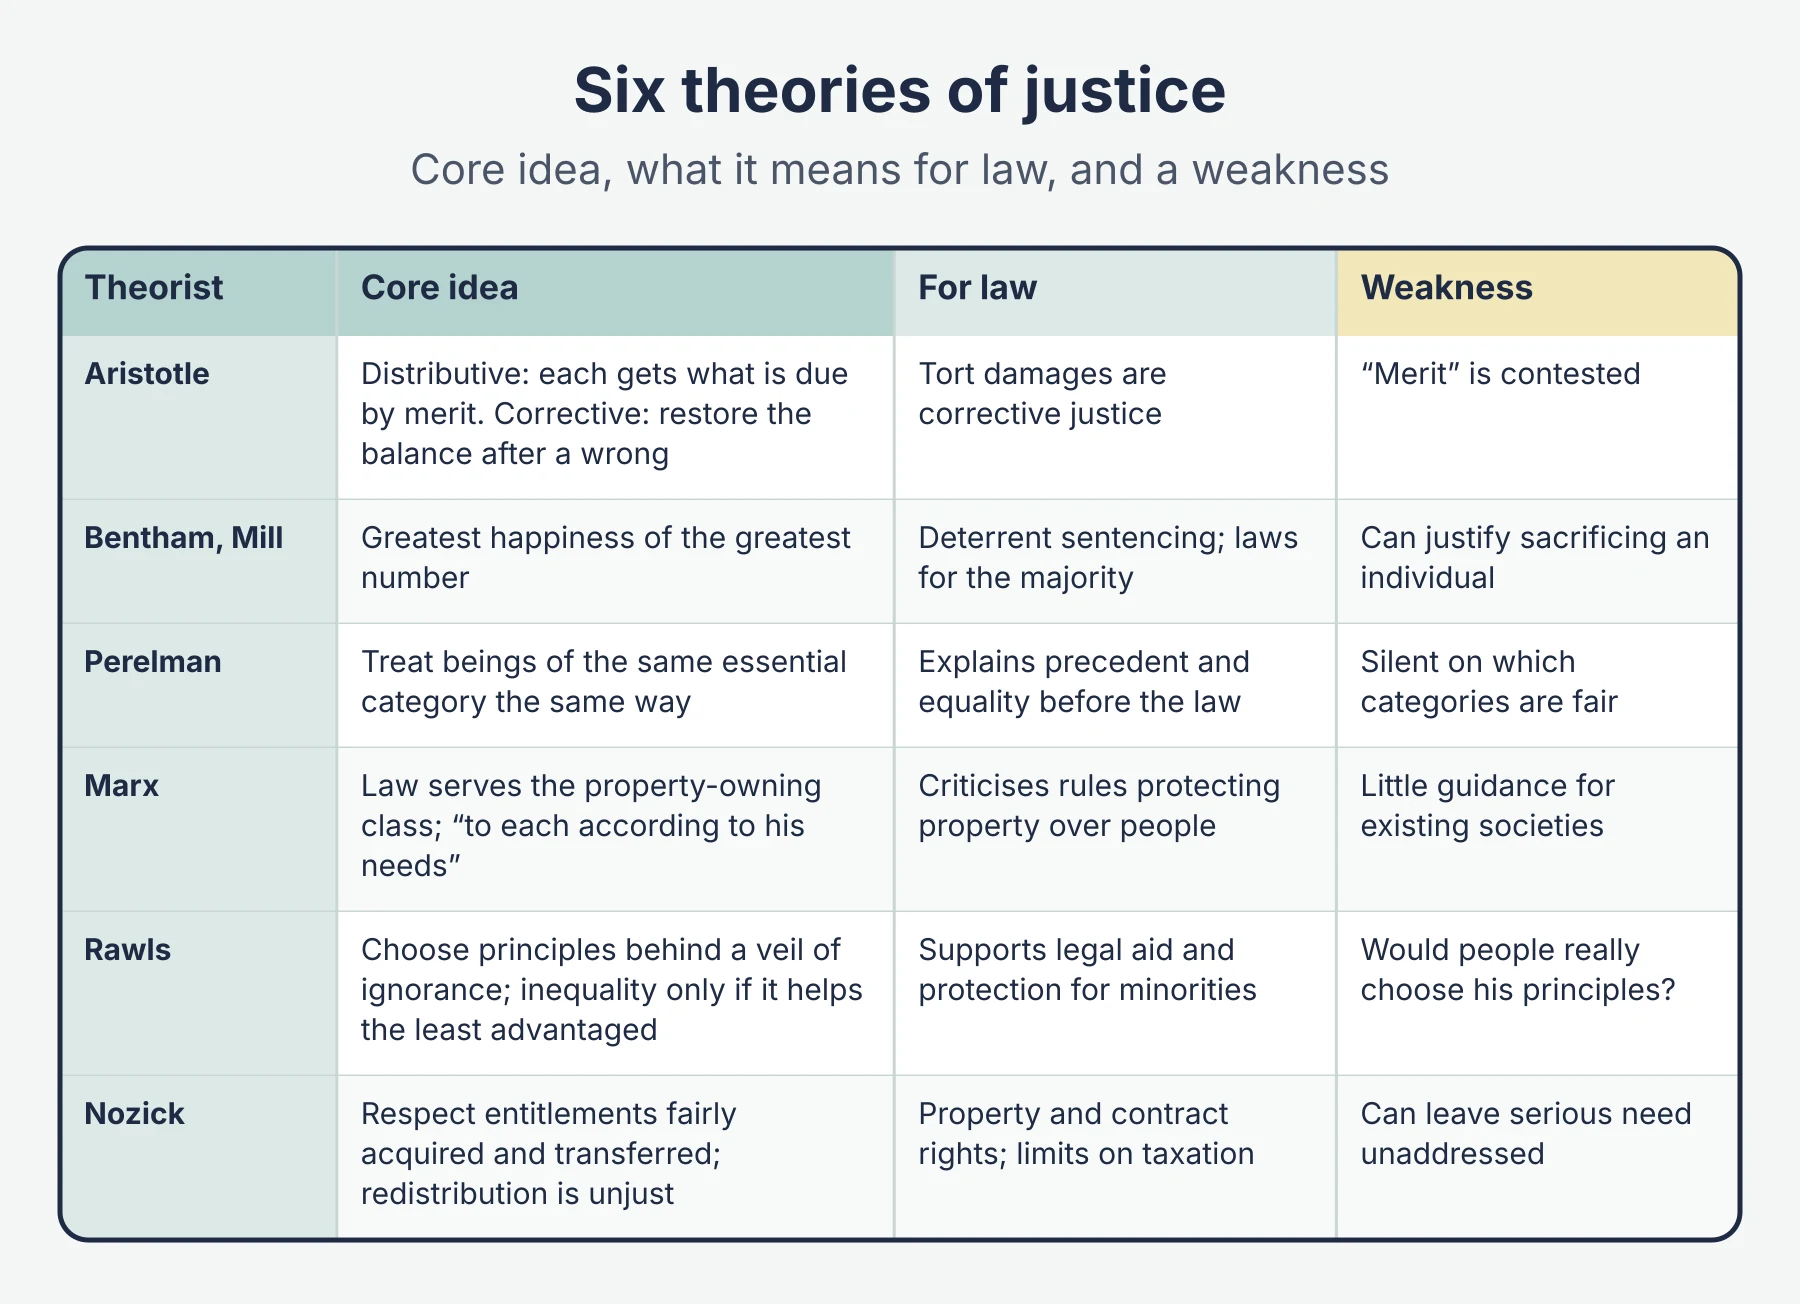 Six theories of justice
Core idea, what it means for law, and a weakness
Theorist
Core idea
For law
Weakness
Aristotle
Distributive: each gets what is due
by merit. Corrective: restore the
balance after a wrong
Tort damages are
corrective justice
“Merit” is contested
Bentham, Mill
Greatest happiness of the greatest
number
Deterrent sentencing; laws
for the majority
Can justify sacrificing an
individual
Perelman
Treat beings of the same essential
category the same way
Explains precedent and
equality before the law
Silent on which
categories are fair
Marx
Law serves the property-owning
class; “to each according to his
needs”
Criticises rules protecting
property over people
Little guidance for
existing societies
Rawls
Choose principles behind a veil of
ignorance; inequality only if it helps
the least advantaged
Supports legal aid and
protection for minorities
Would people really
choose his principles?
Nozick
Respect entitlements fairly
acquired and transferred;
redistribution is unjust
Property and contract
rights; limits on taxation
Can leave serious need
unaddressed